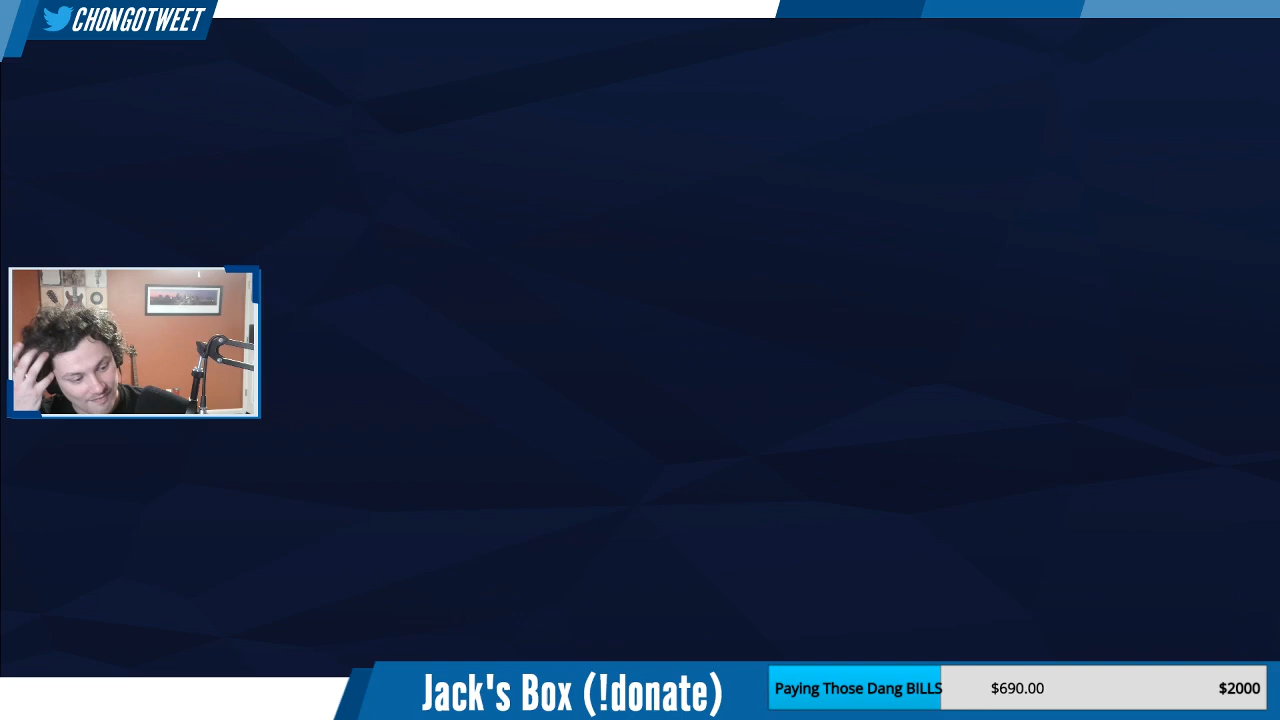 CHONGOTWEET
Jack's Box (!donate)
Paying Those Dang BILLS $690.00 $2000